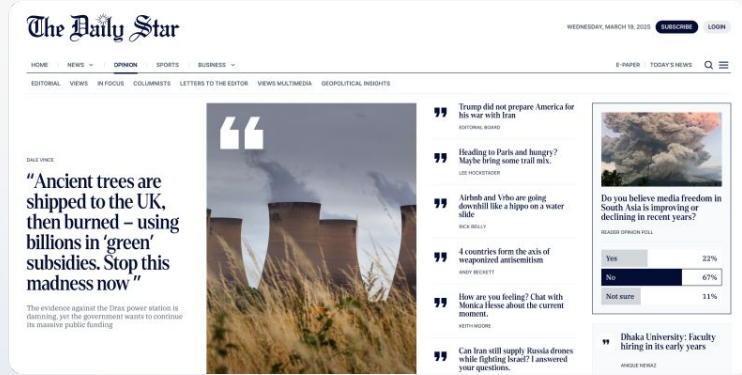 The Daily Star
WEDNESDAY, MARCH 19, 2025 SUBSCRIBE LOGIN
HOME NEWS OPINION SPORTS BUSINESS
E-PAPER TODAY'S NEWS
EDITORIAL VIEWS IN FOCUS COLUMNISTS LETTERS TO THE EDITOR VIEWS MULTIMEDIA GEOPOLITICAL INSIGHTS
DALE VINCE
“Ancient trees are
shipped to the UK,
then burned – using
billions in ‘green’
subsidies. Stop this
madness now ”
The evidence against the Drax power station is
damning, yet the government wants to continue
its massive public funding
Trump did not prepare America for
his war with Iran
EDITORIAL BOARD
Heading to Paris and hungry?
Maybe bring some trail mix.
LEE HOCKSTADER
Airbnb and Vrbo are going
downhill like a hippo on a water
slide
RICK REILLY
4 countries form the axis of
weaponized antisemitism
ANDY BECKETT
How are you feeling? Chat with
Monica Hesse about the current
moment.
KEITH MOORE
Can Iran still supply Russia drones
while fighting Israel? I answered
your questions.
Do you believe media freedom in
South Asia is improving or
declining in recent years?
READER OPINION POLL
Yes 22%
No 67%
Not sure 11%
Dhaka University: Faculty
hiring in its early years
ANIQUE NEWAZ